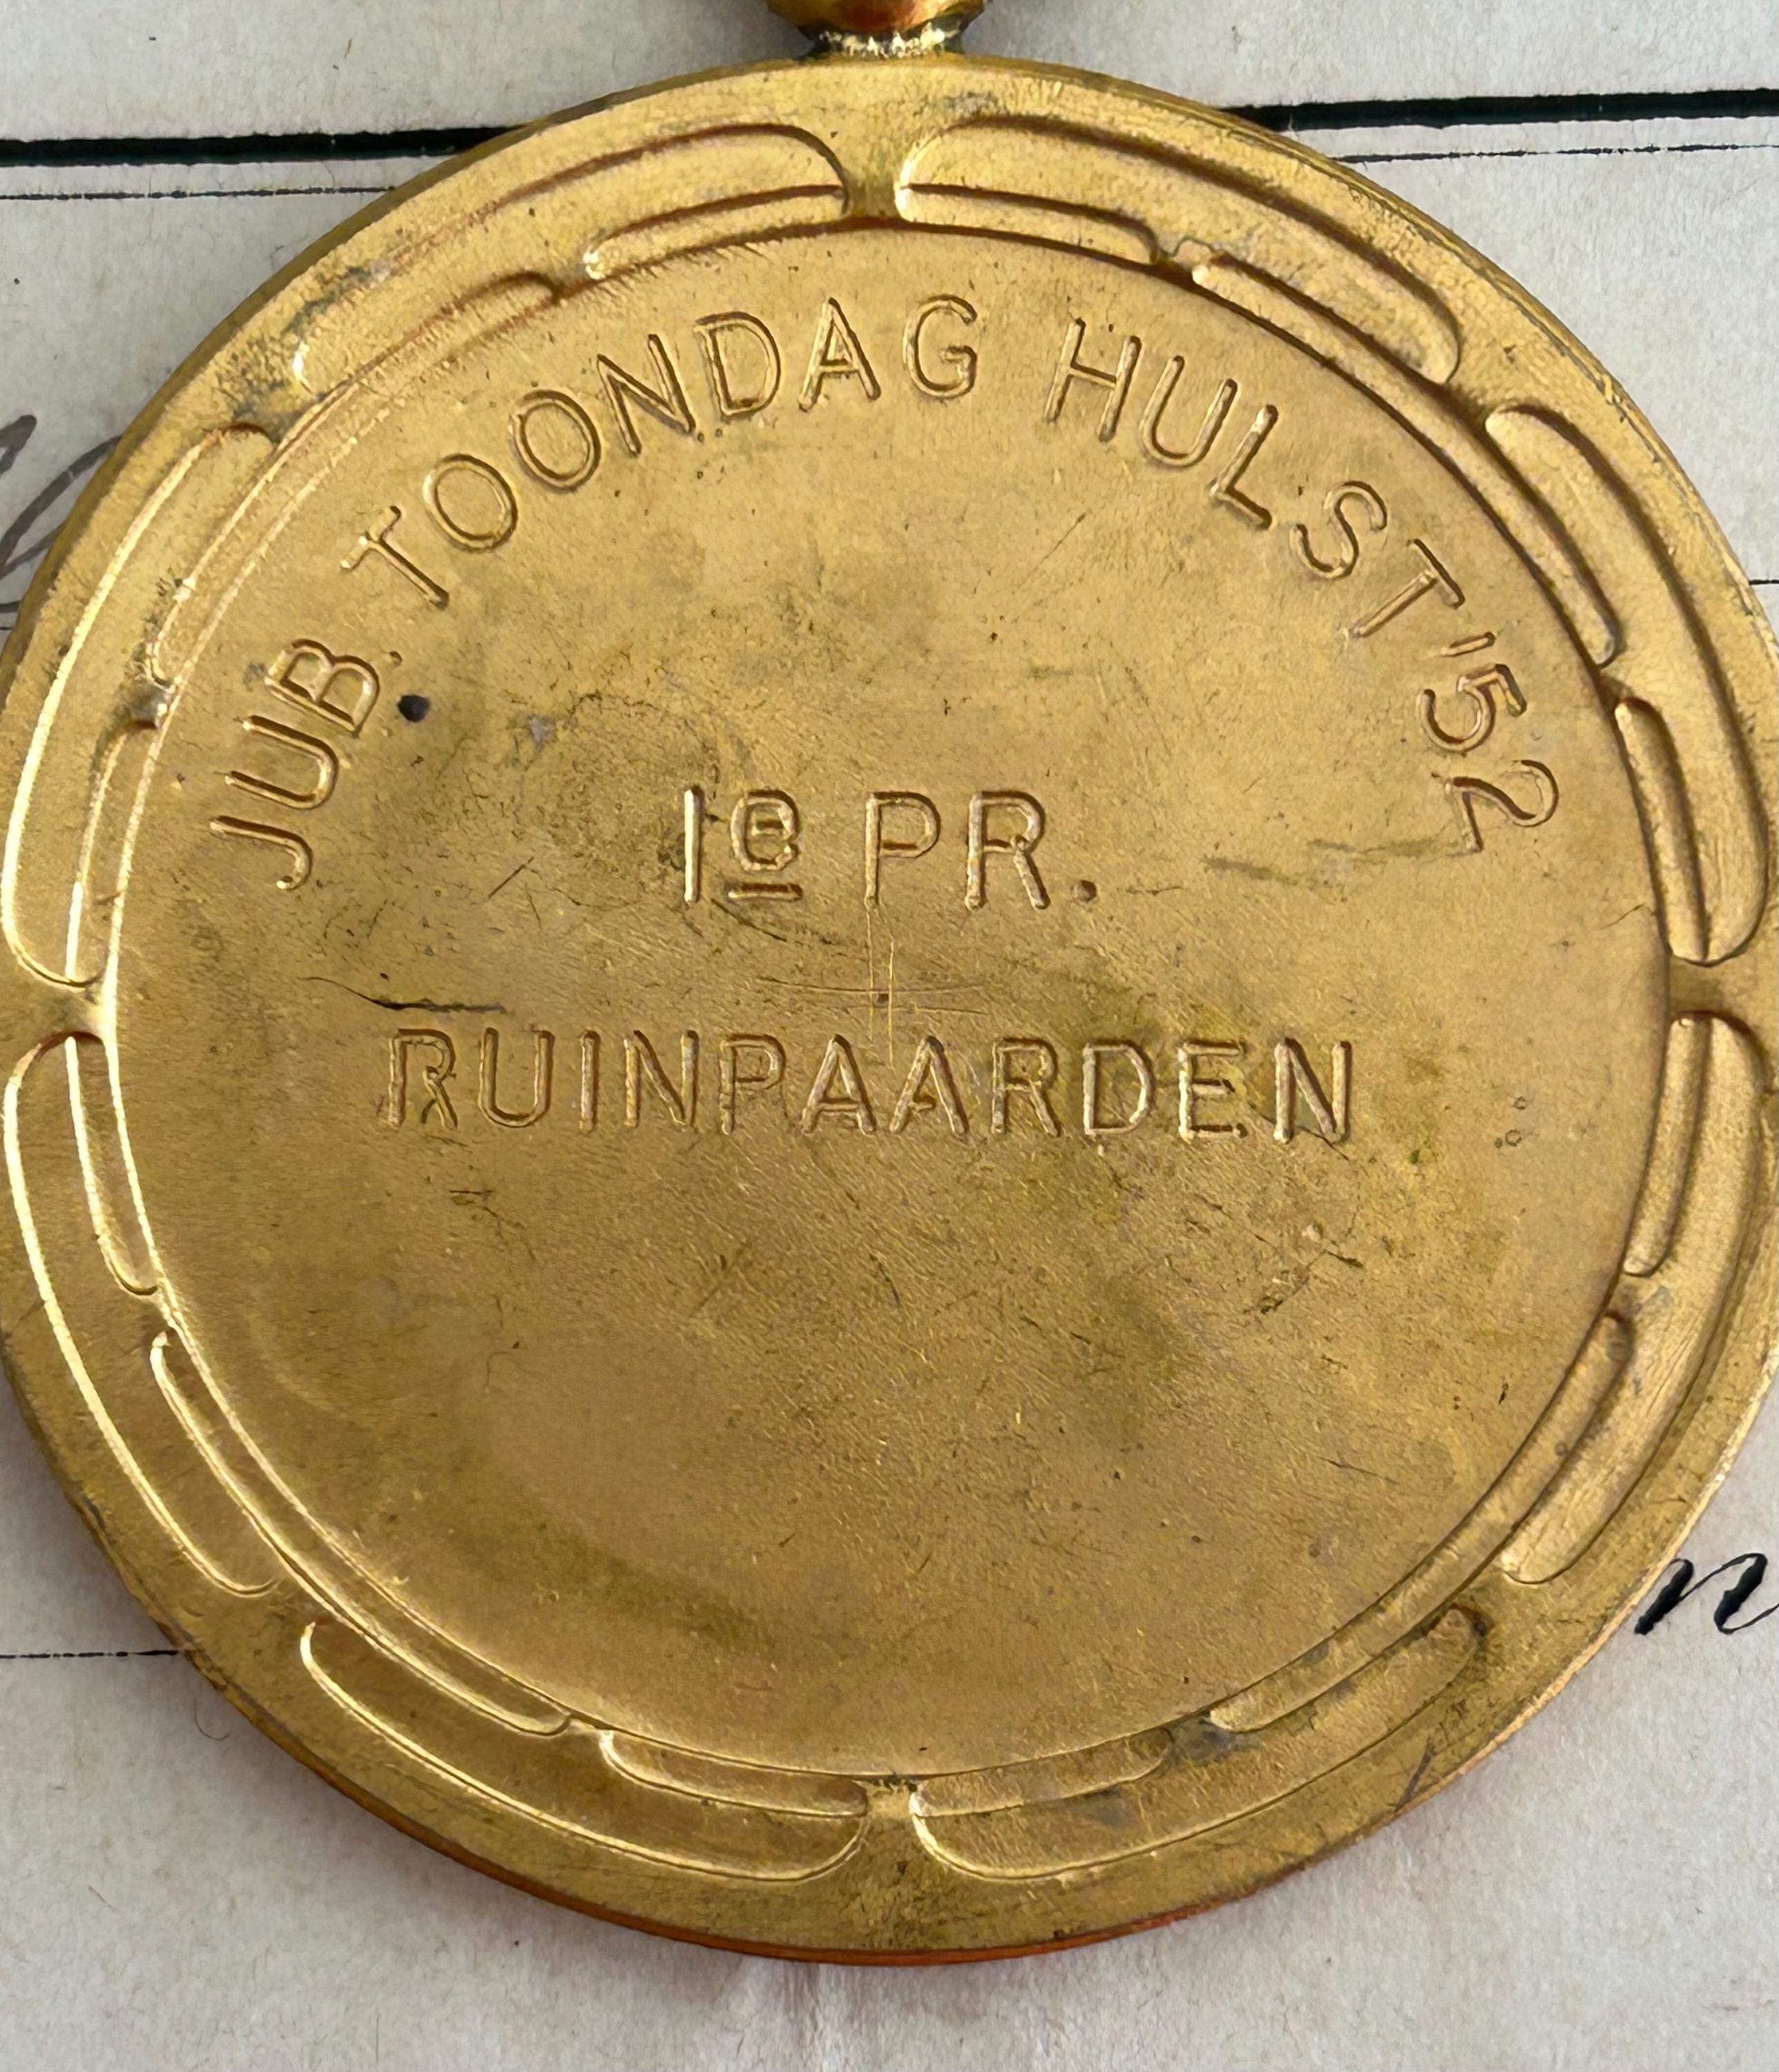 JUB. TOONDAG HULST '52
1e PR.
RUINPAARDEN
n